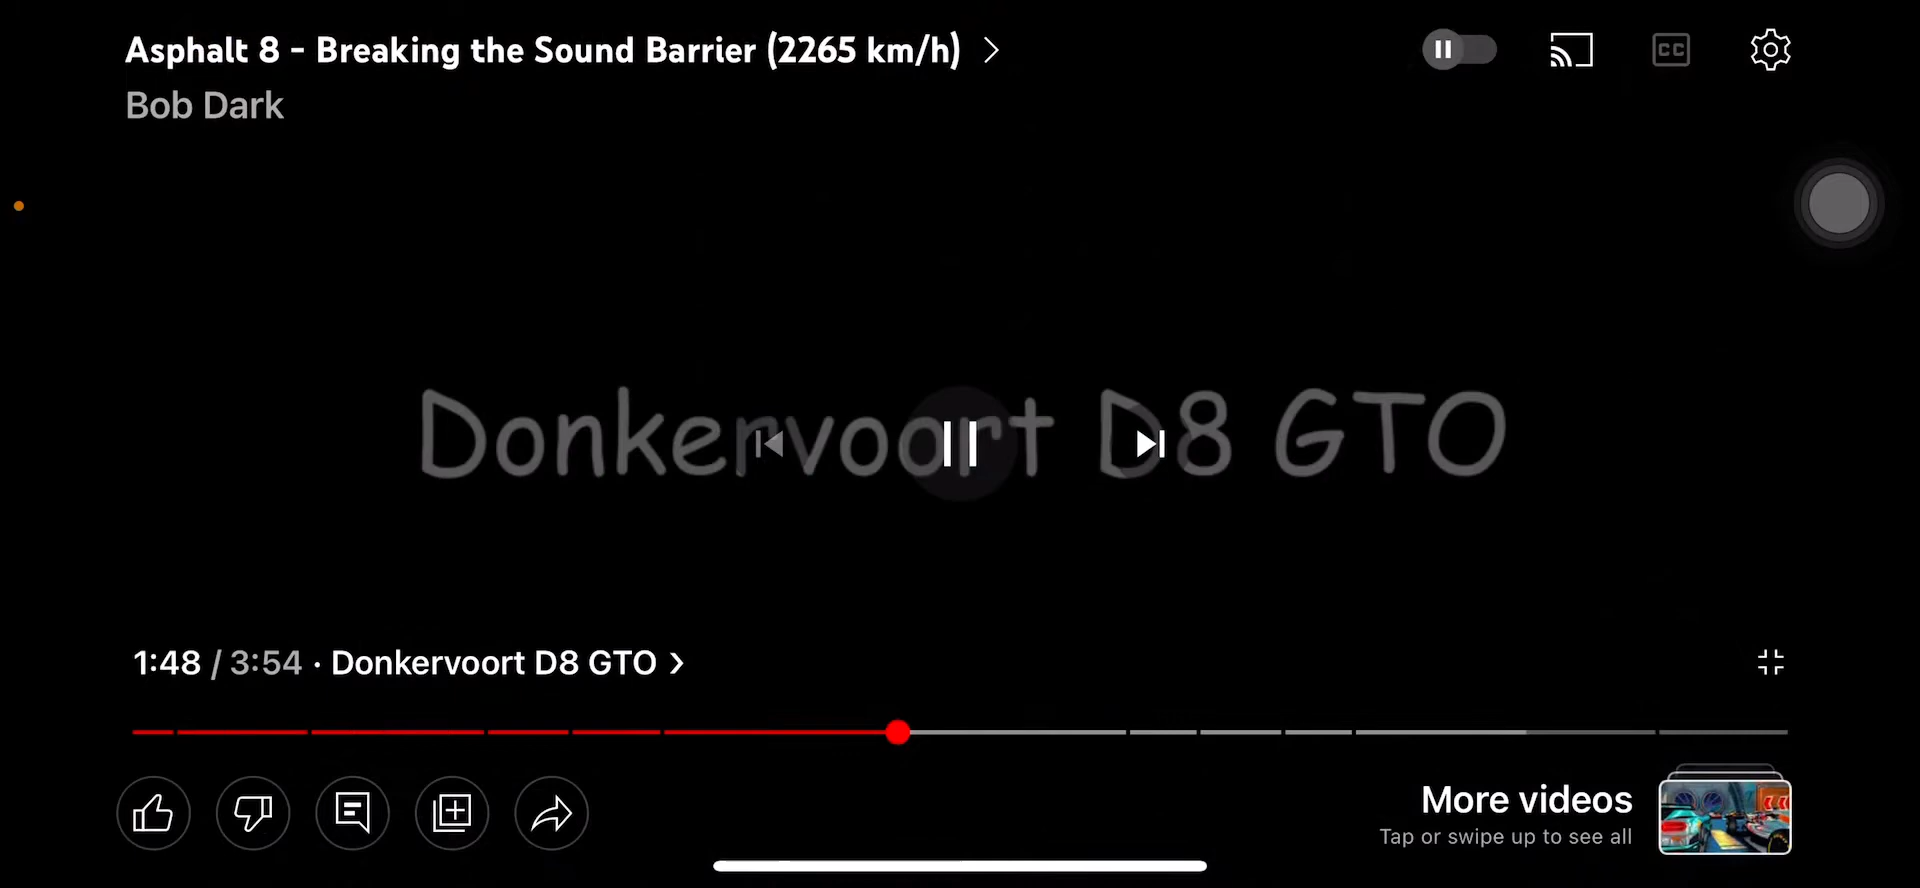 Asphalt 8 - Breaking the Sound Barrier (2265 km/h)
CC
Bob Dark
Donkervoort D8 GTO
1:48 / 3:54 · Donkervoort D8 GTO
More videos
Tap or swipe up to see all